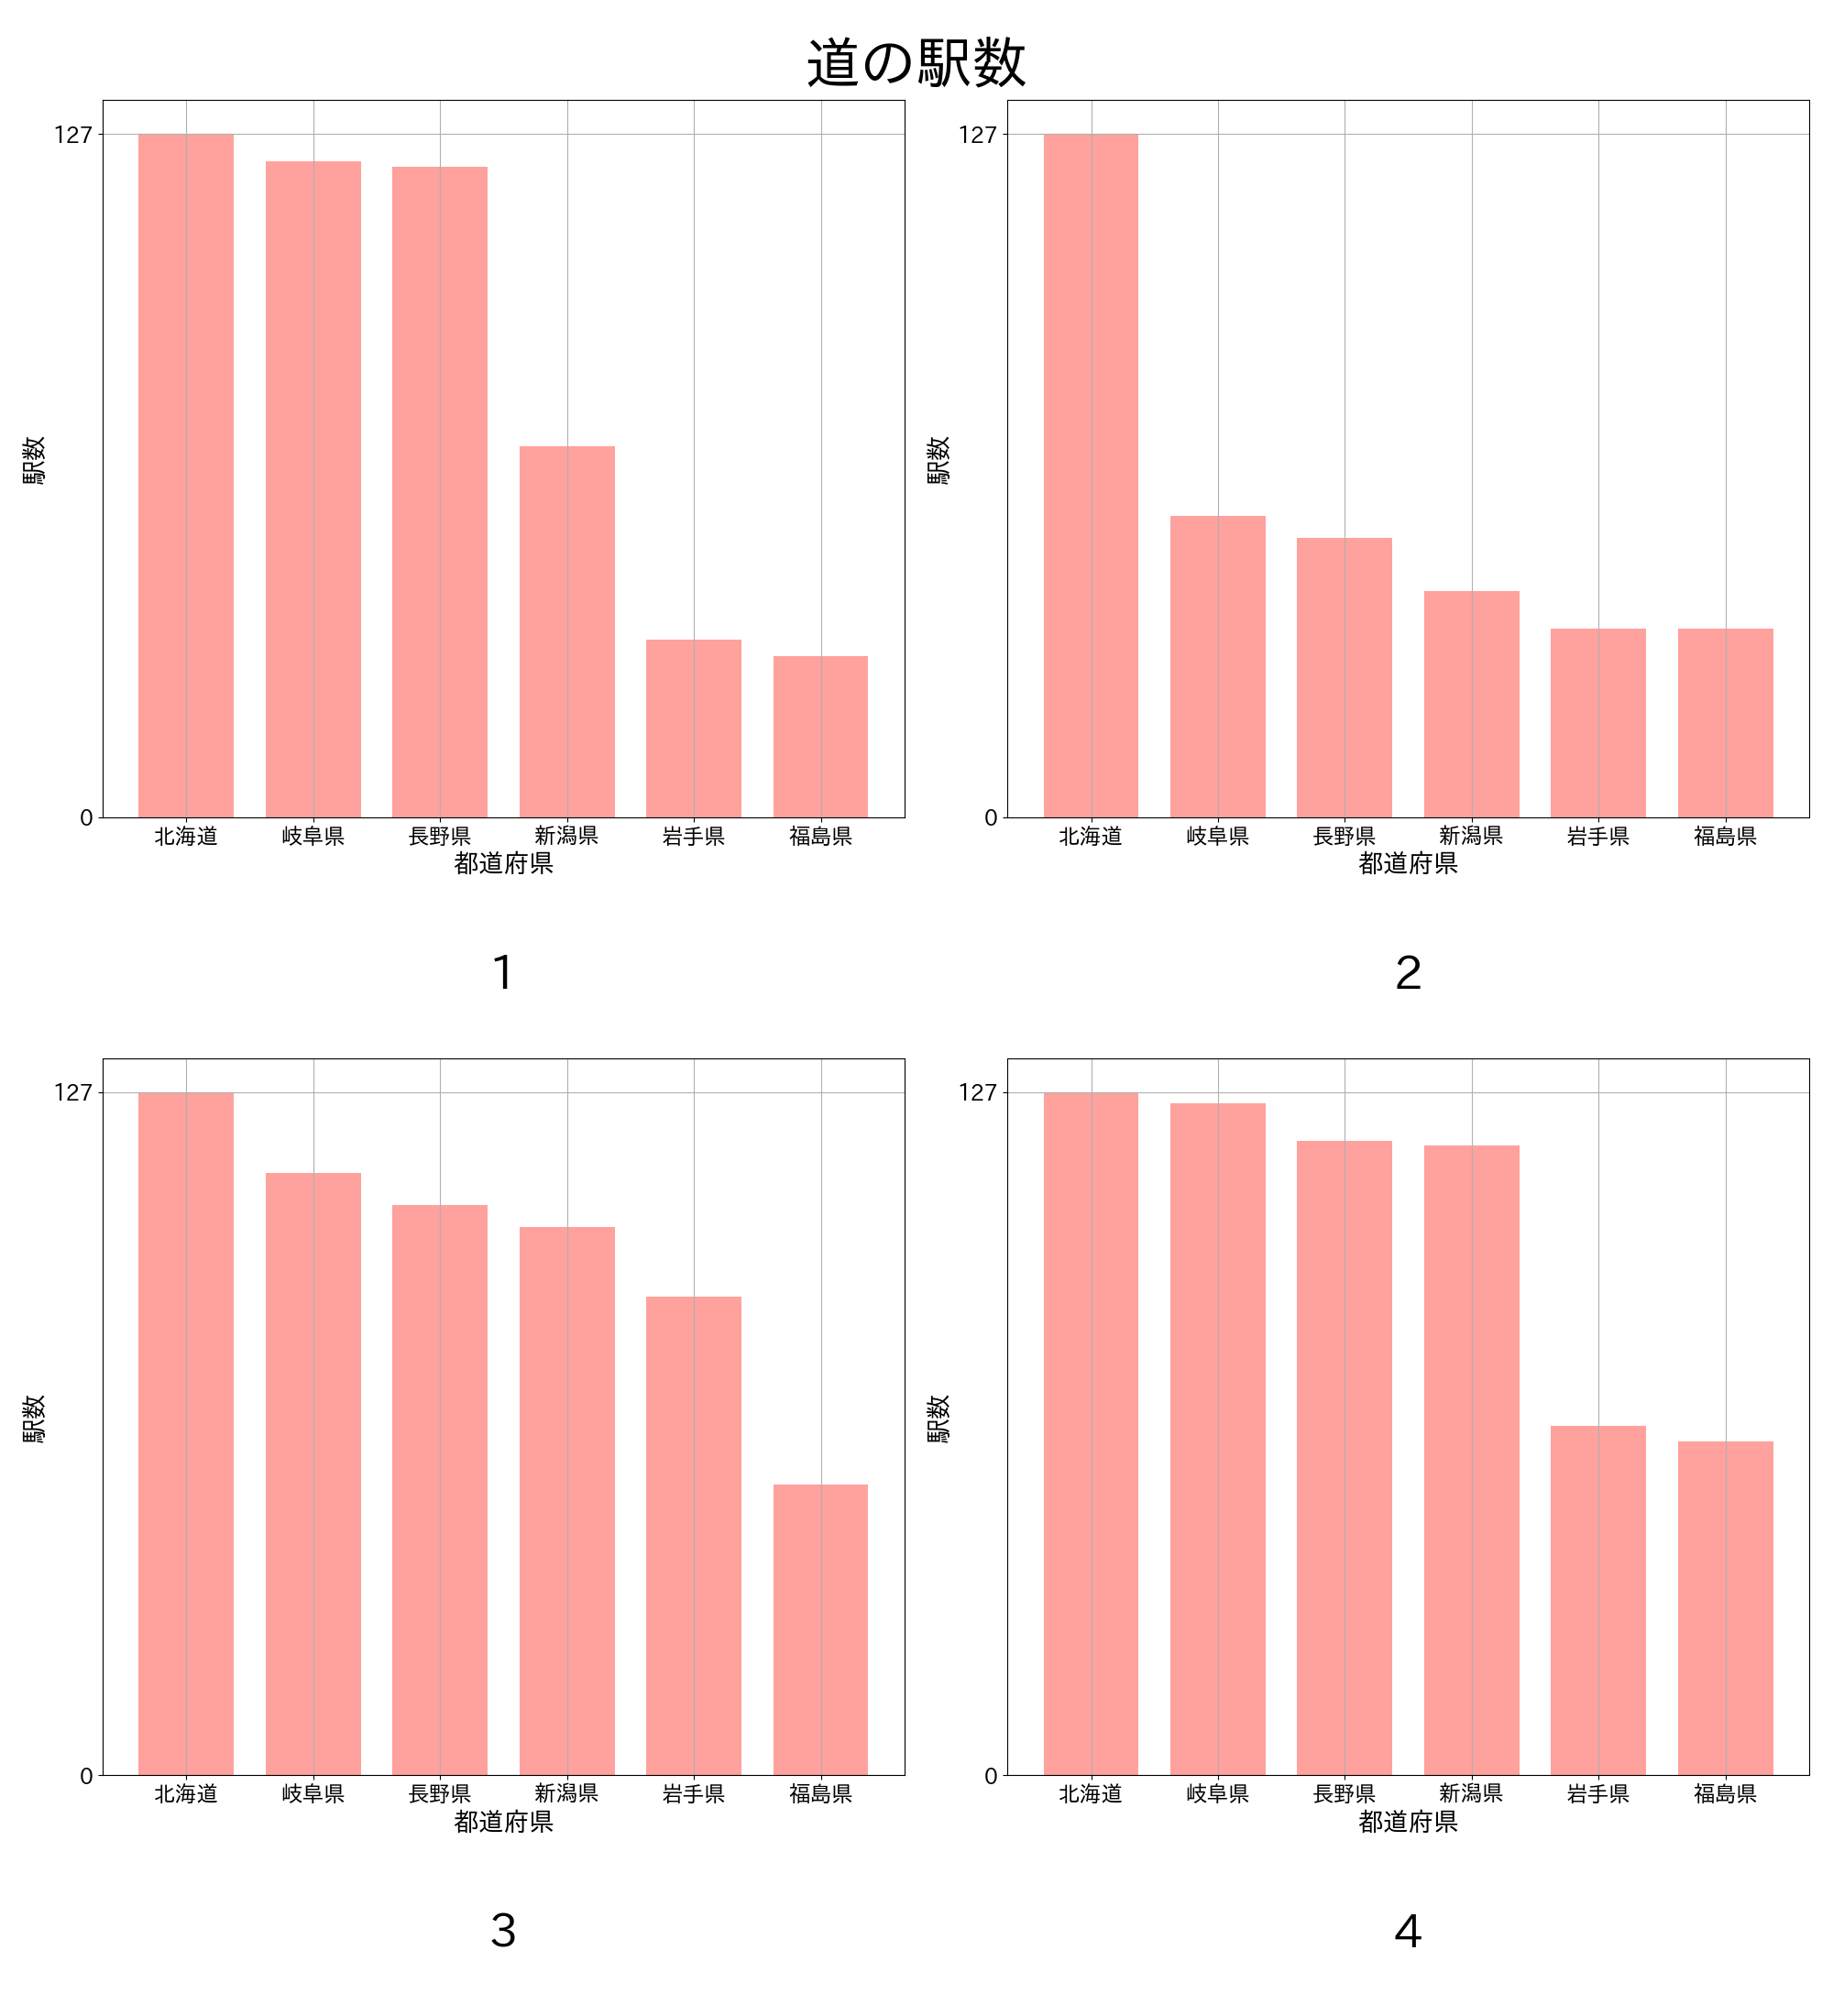 道の駅数
127
駅数
0
北海道 岐阜県 長野県 新潟県 岩手県 福島県
都道府県
1
127
駅数
0
北海道 岐阜県 長野県 新潟県 岩手県 福島県
都道府県
2
127
駅数
0
北海道 岐阜県 長野県 新潟県 岩手県 福島県
都道府県
3
127
駅数
0
北海道 岐阜県 長野県 新潟県 岩手県 福島県
都道府県
4